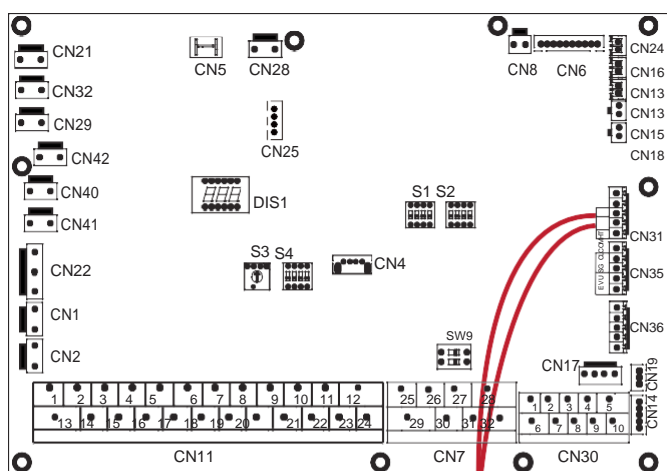 CN21
CN5
CN28
CN8
CN6
CN24
CN32
CN16
CN29
CN13
CN13
CN15
CN25
CN42
CN18
CN40
CN41
DIS1
S1 S2
CN31
CN22
S3 S4
CN4
EVU SG
CN35
CN1
CN36
CN2
SW9
CN17
CN19
1 2 3 4 5 6 7 8 9 10 11 12
25 26 27 28
1 2 3 4 5
CN14
13 14 15 16 17 18 19 20 21 22 23 24
29 30 31 32
6 7 8 9 10
CN11
CN7
CN30